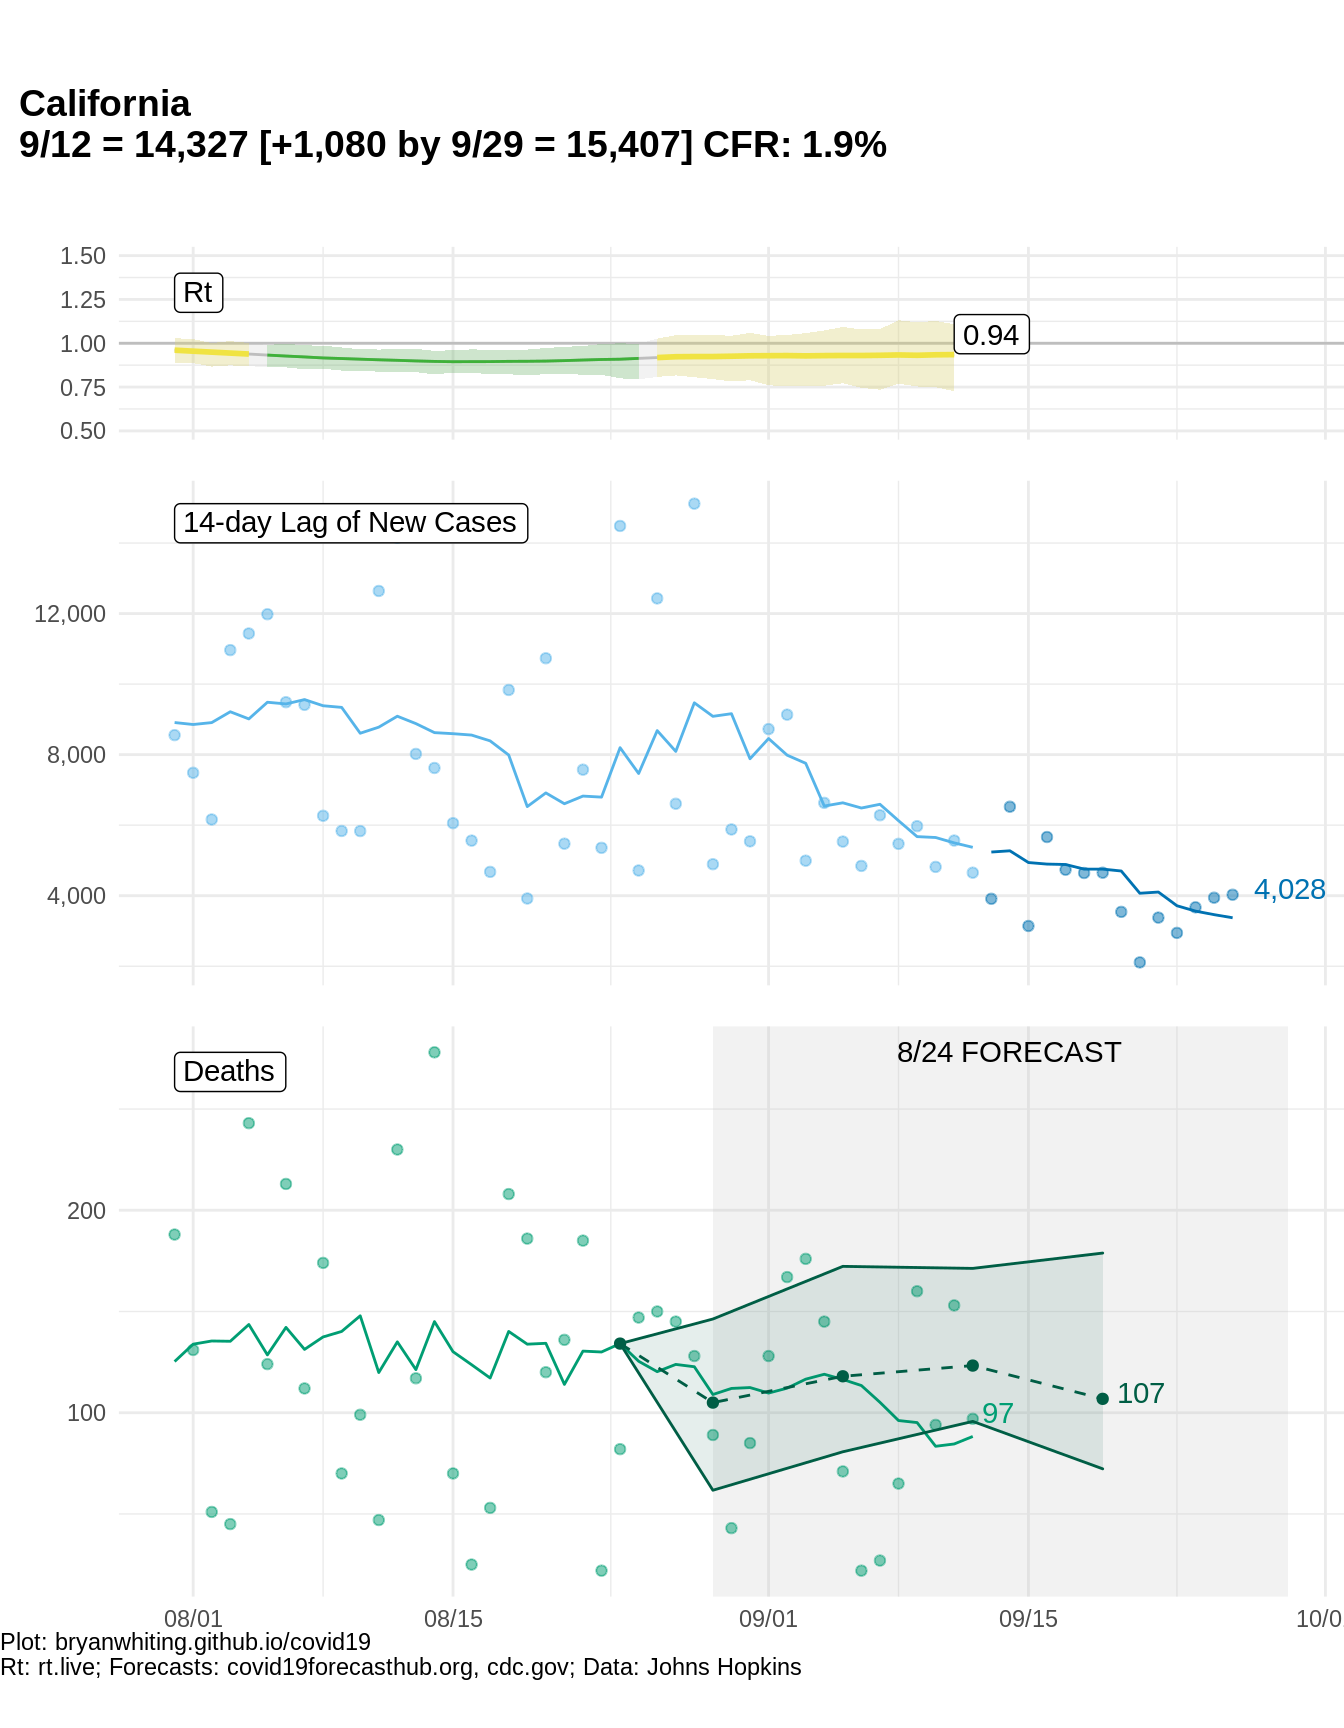 California
9/12 = 14,327 [+1,080 by 9/29 = 15,407] CFR: 1.9%
1.50
Rt
1.25
1.00
0.94
0.75
0.50
14-day Lag of New Cases
12,000
8,000
4,000
4,028
8/24 FORECAST
Deaths
200
107
97
100
08/01 08/15 09/01 09/15 10/0
Plot: bryanwhiting.github.io/covid19
Rt: rt.live; Forecasts: covid19forecasthub.org, cdc.gov; Data: Johns Hopkins